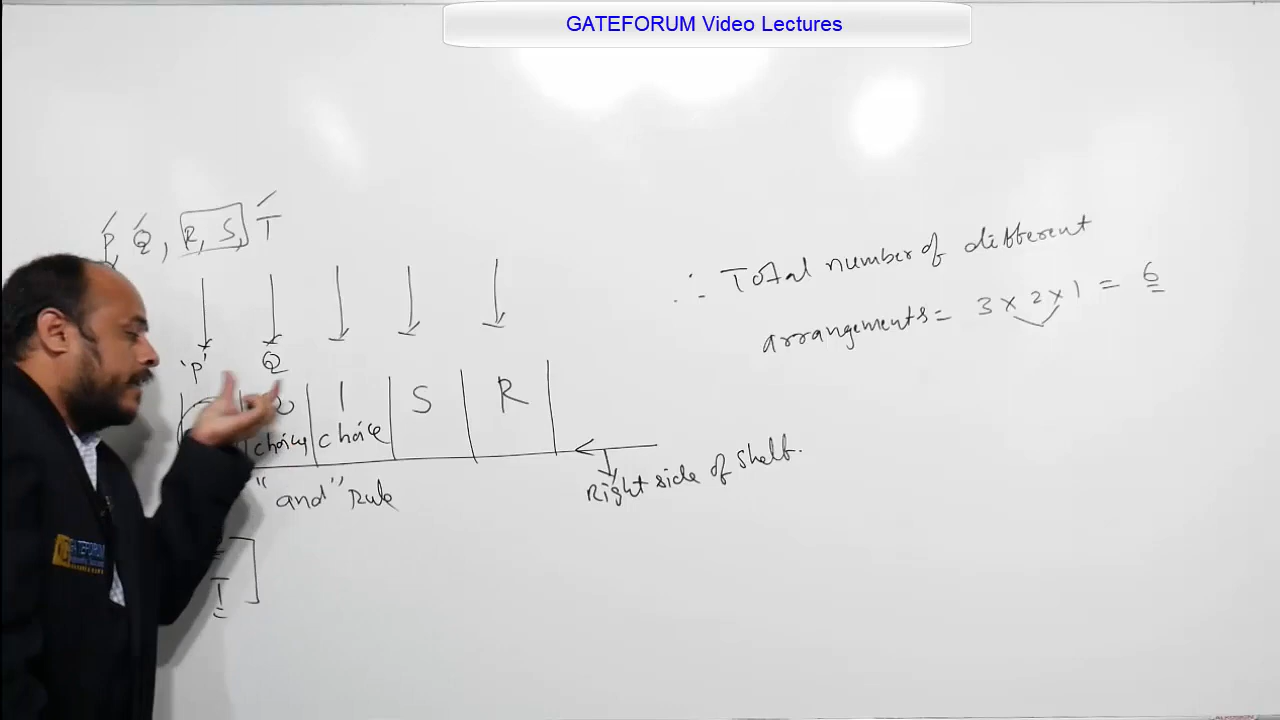 GATEFORUM Video Lectures
P, Q, R, S, T
∴ Total number of different
arrangements = 3 x 2 x 1 = 6
'P' Q
choice 1 choice S R
"and" Rule
Right side of shelf.
T
GATEFORUM